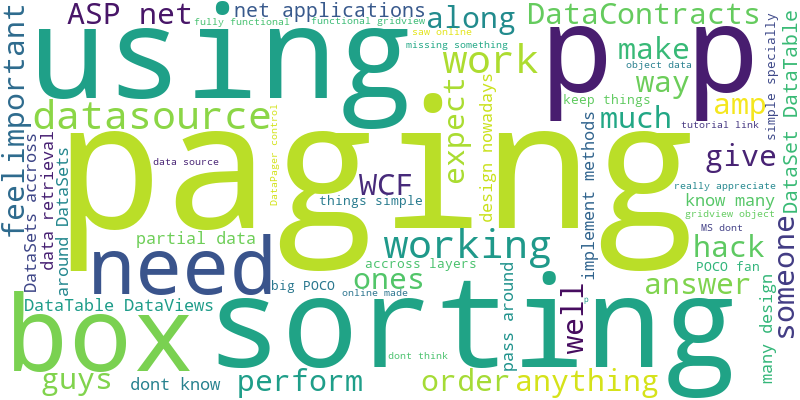 ASP net
net applications
along
DataContracts
fully functional
functional gridview
saw online
missing something
using
p p
work
make
object data
way
keep things
amp
simple specially
DataSet DataTable
feel
important
datasource
expect
design nowadays
much
tutorial link
DataPager control
paging
implement methods
give
data source
WCF
things simple
really appreciate
know many
gridview object
DataSets accross
data retrieval
around DataSets
partial data
working
MS dont
hack
someone
need
accross layers
POCO fan
big POCO
ones
answer
online made
box
sorting
DataTable DataViews
pass around
well
p
many design
dont think
guys
dont know
perform
order
anything